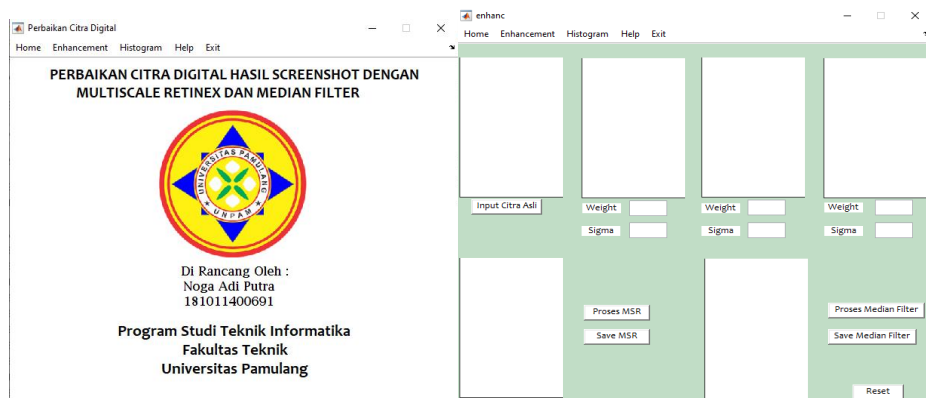 Perbaikan Citra Digital
Home Enhancement Histogram Help Exit
PERBAIKAN CITRA DIGITAL HASIL SCREENSHOT DENGAN
MULTISCALE RETINEX DAN MEDIAN FILTER
UNIVERSITAS PAMULANG
UNPAM
Di Rancang Oleh :
Noga Adi Putra
181011400691
Program Studi Teknik Informatika
Fakultas Teknik
Universitas Pamulang
enhanc
Home Enhancement Histogram Help Exit
Input Citra Asli
Weight
Weight
Weight
Sigma
Sigma
Sigma
Proses MSR
Proses Median Filter
Save MSR
Save Median Filter
Reset